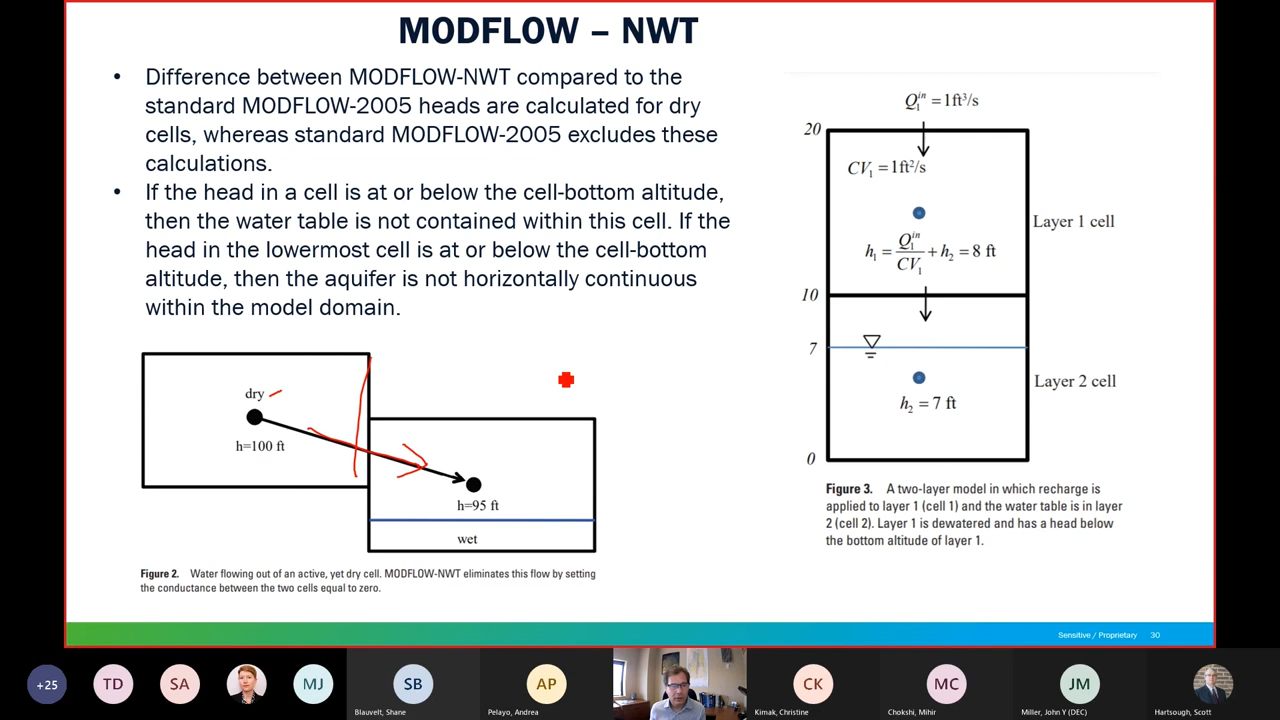 MODFLOW – NWT
• Difference between MODFLOW-NWT compared to the
standard MODFLOW-2005 heads are calculated for dry
cells, whereas standard MODFLOW-2005 excludes these
calculations.
• If the head in a cell is at or below the cell-bottom altitude,
then the water table is not contained within this cell. If the
head in the lowermost cell is at or below the cell-bottom
altitude, then the aquifer is not horizontally continuous
within the model domain.
dry
h=100 ft
h=95 ft
wet
Figure 2. Water flowing out of an active, yet dry cell. MODFLOW-NWT eliminates this flow by setting
the conductance between the two cells equal to zero.
Q₁ⁱⁿ = 1ft³/s
20
CV₁ = 1ft²/s
Layer 1 cell
h₁ = Q₁ⁱⁿ/CV₁ + h₂ = 8 ft
10
7
Layer 2 cell
h₂ = 7 ft
0
Figure 3. A two-layer model in which recharge is
applied to layer 1 (cell 1) and the water table is in layer
2 (cell 2). Layer 1 is dewatered and has a head below
the bottom altitude of layer 1.
Sensitive / Proprietary 30
+25
TD
SA
MJ
SB
AP
CK
MC
JM
Blauvelt, Shane
Pelayo, Andrea
Kimak, Christine
Chokshi, Mihir
Miller, John Y (DEC)
Hartsough, Scott